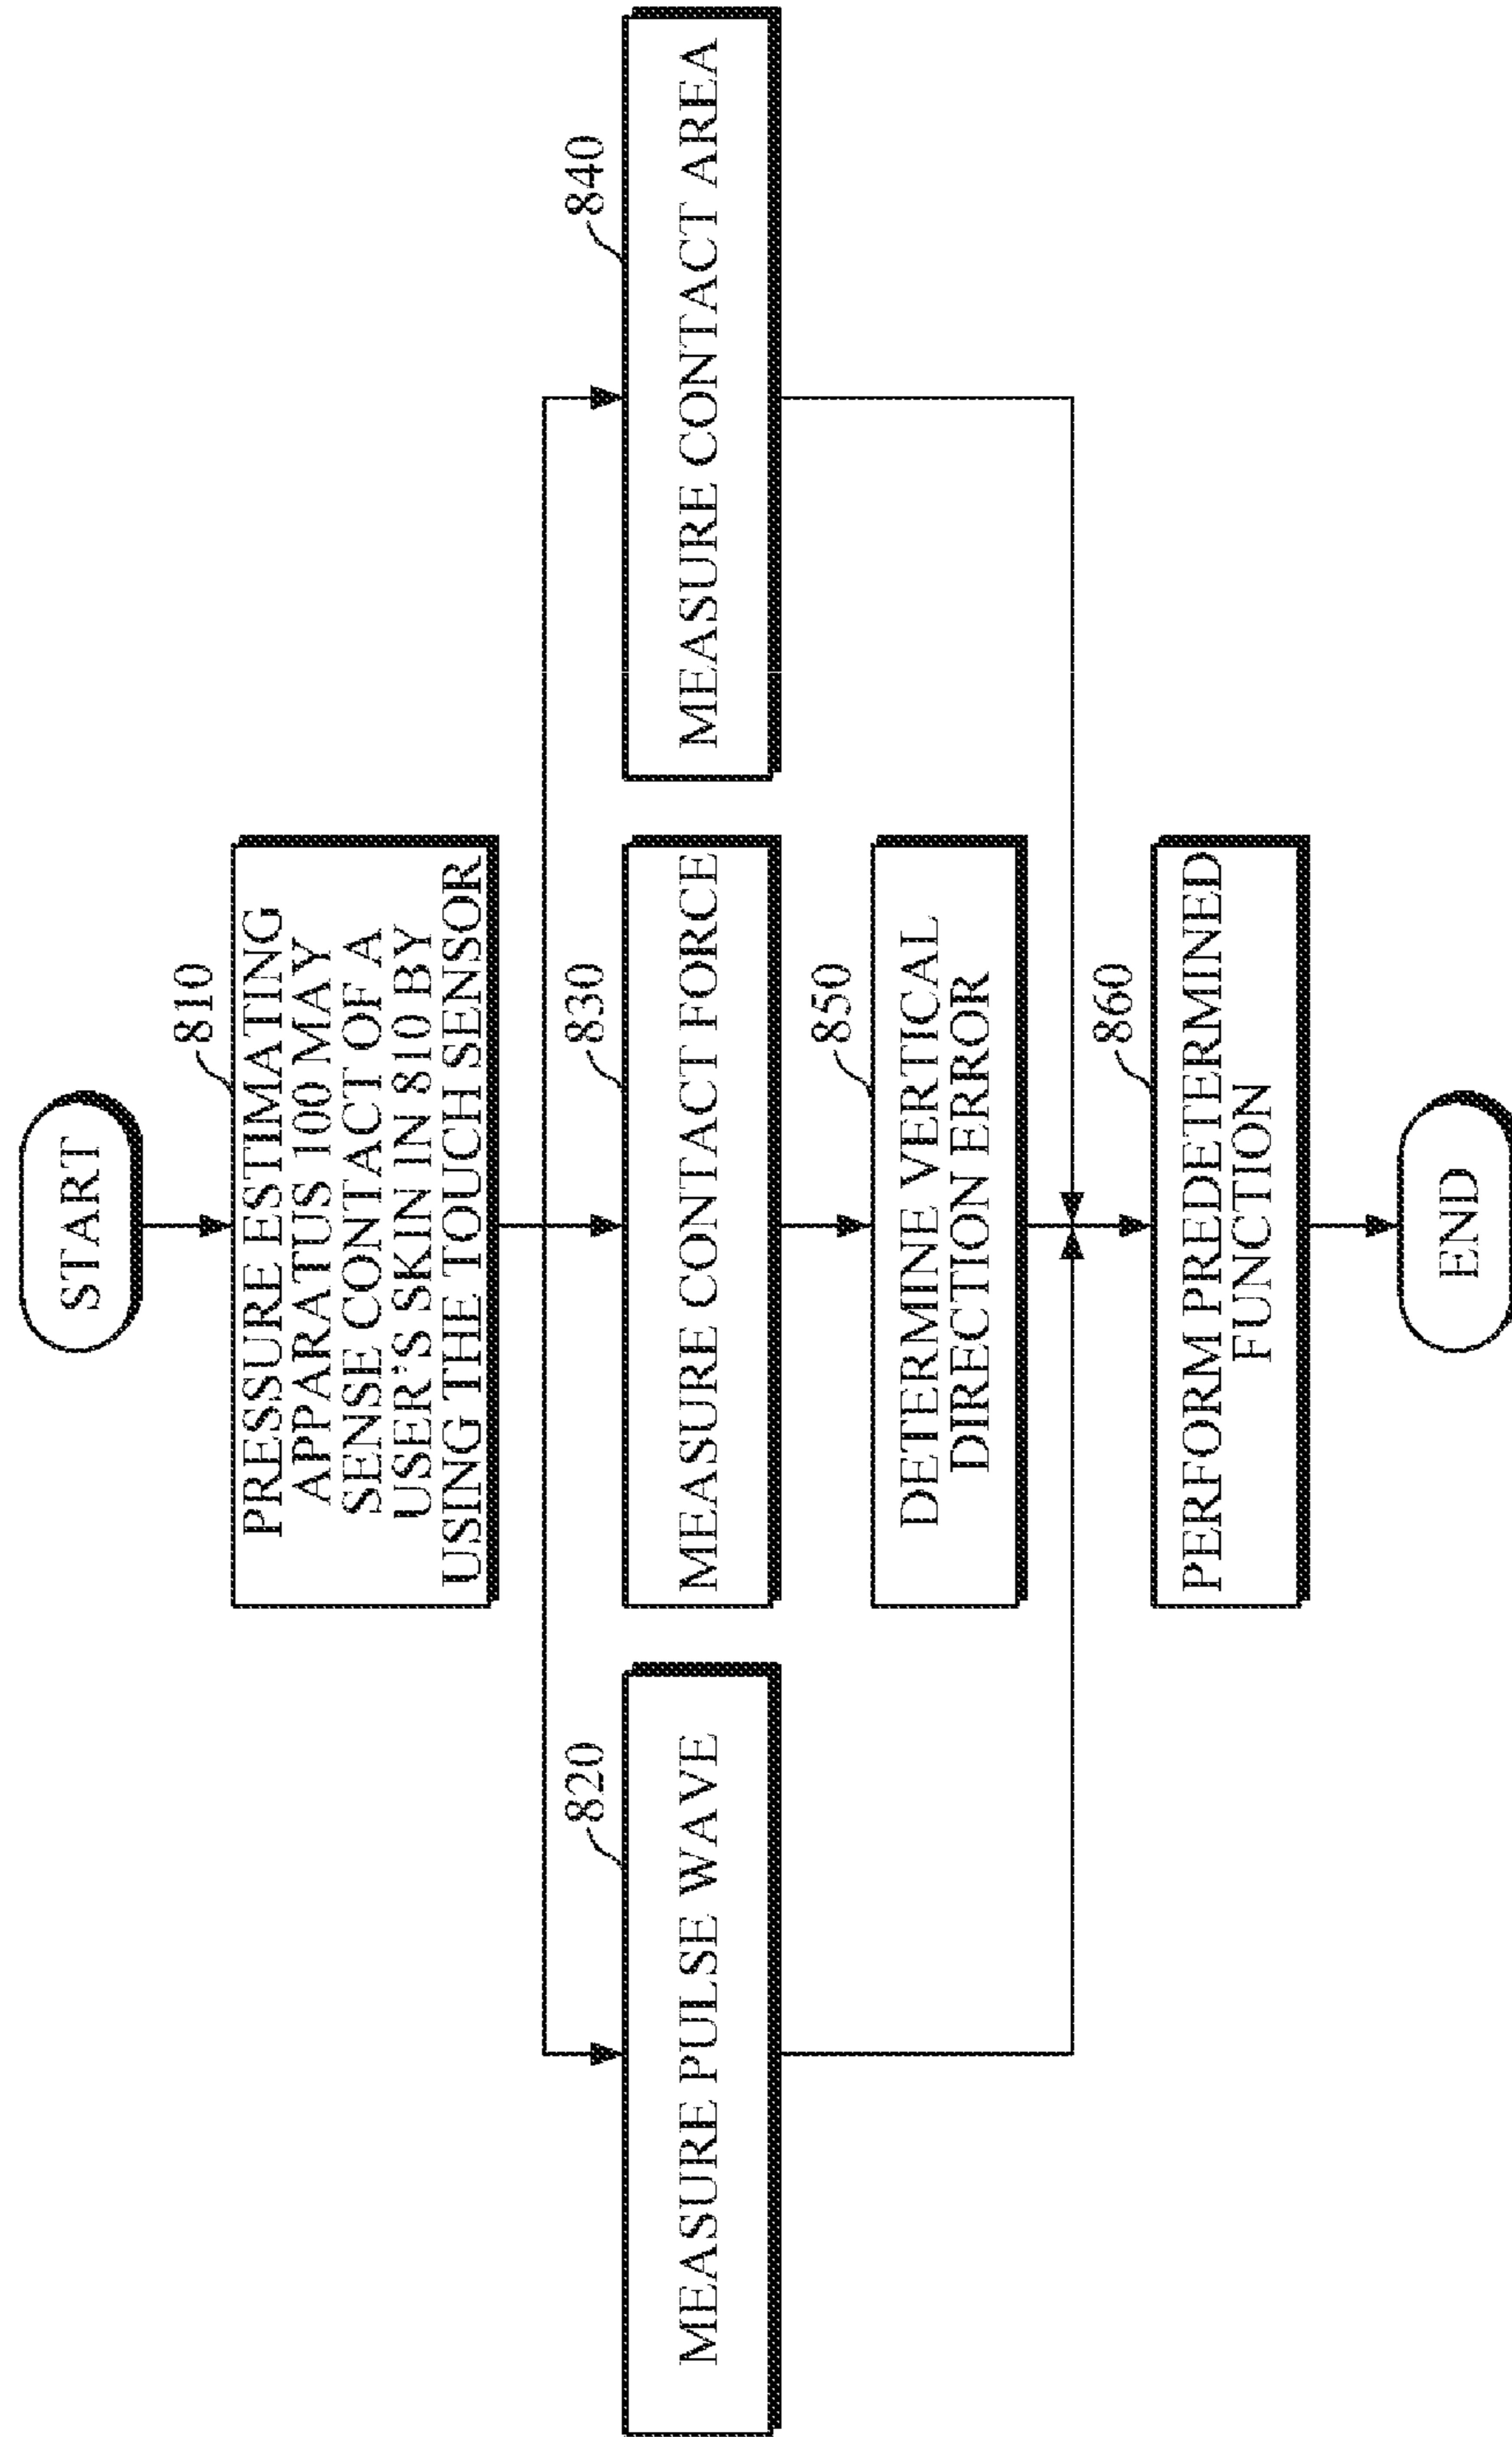 START
810
PRESSURE ESTIMATING
APPARATUS 100 MAY
SENSE CONTACT OF A
USER'S SKIN IN 810 BY
USING THE TOUCH SENSOR
820
MEASURE PULSE WAVE
830
MEASURE CONTACT FORCE
840
MEASURE CONTACT AREA
850
DETERMINE VERTICAL
DIRECTION ERROR
860
PERFORM PREDETERMINED
FUNCTION
END